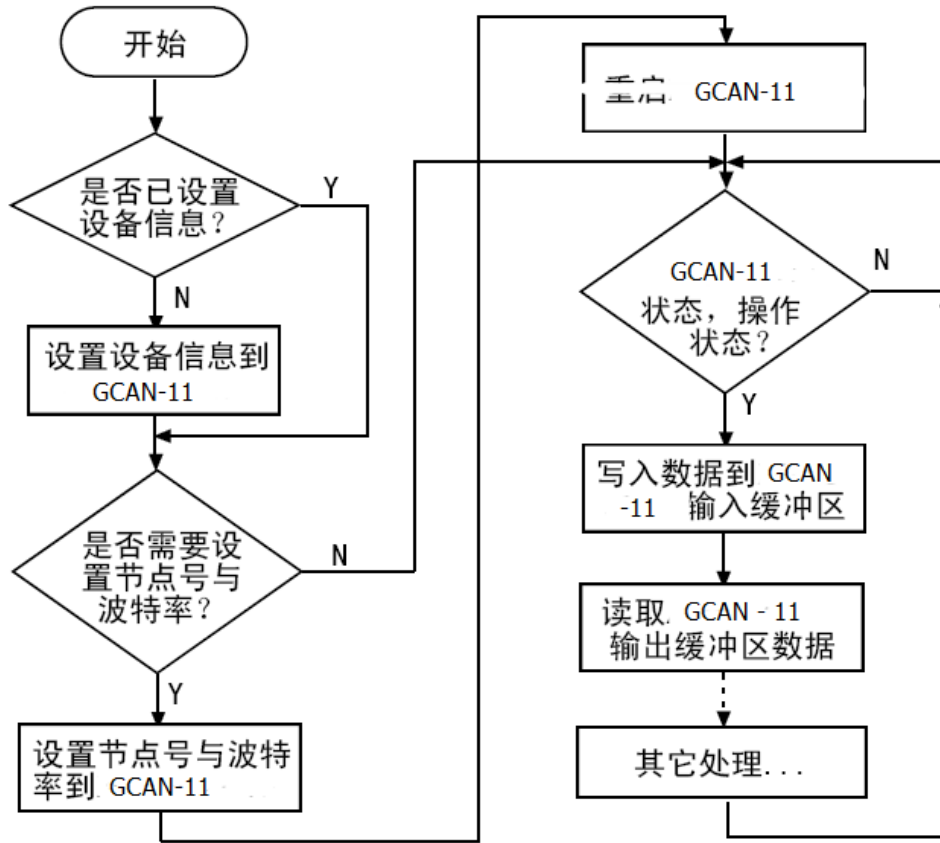 开始
是否已设置
设备信息?
Y
N
设置设备信息到
GCAN-11
是否需要设
置节点号与
波特率?
N
Y
设置节点号与波特
率到 GCAN-11
重启 GCAN-11
GCAN-11
状态，操作
状态?
N
Y
写入数据到 GCAN
-11 输入缓冲区
读取 GCAN - 11
输出缓冲区数据
其它处理...